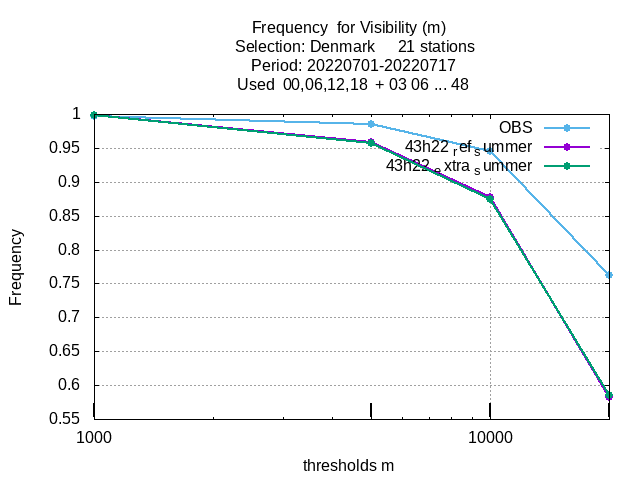 Frequency for Visibility (m)
Selection: Denmark 21 stations
Period: 20220701-20220717
Used 00,06,12,18 + 03 06 ... 48
OBS
43h22refsummer
43h22extrasummer
1
0.95
0.9
0.85
0.8
0.75
0.7
0.65
0.6
0.55
Frequency
1000
10000
thresholds m